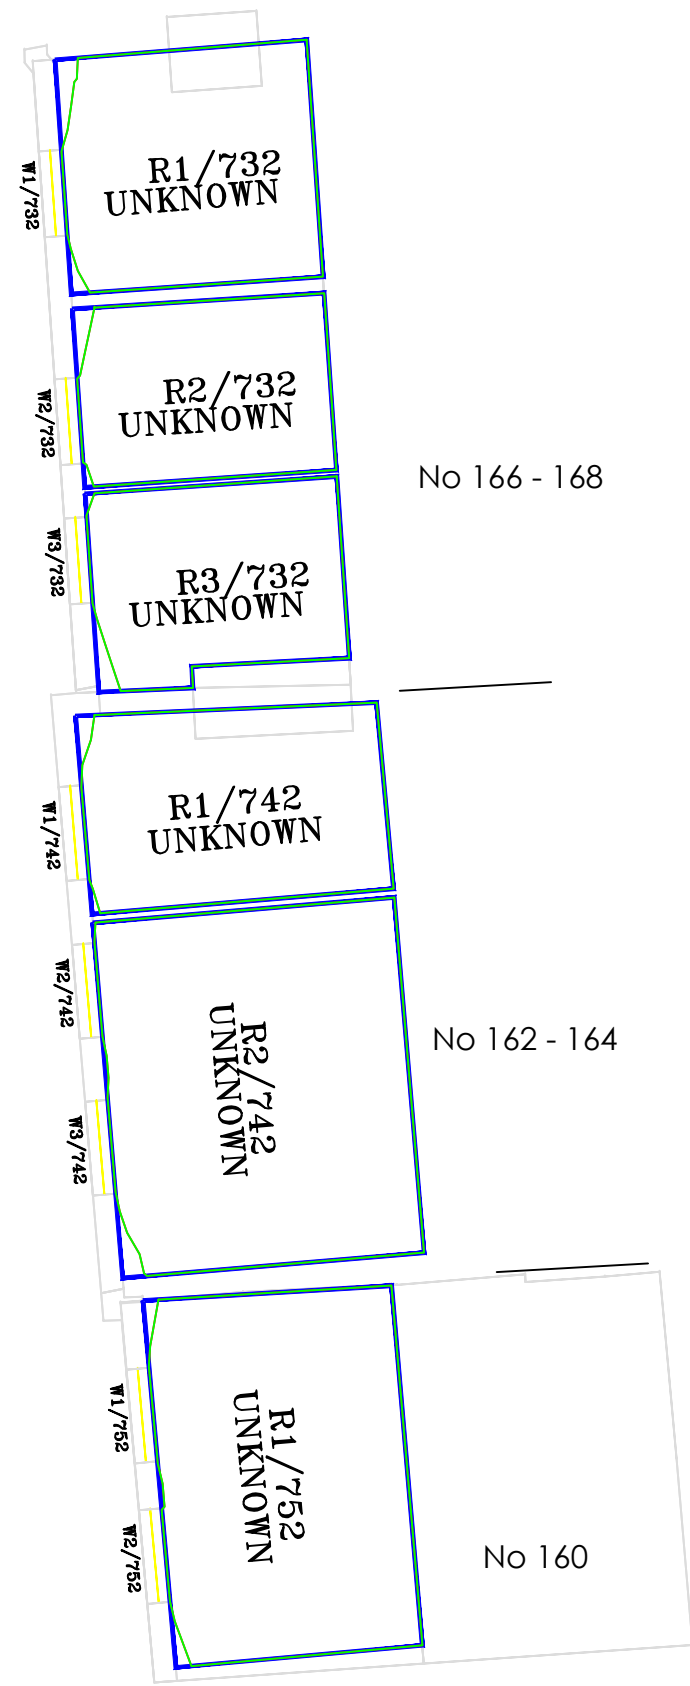 R1/732
UNKNOWN
W1/732
R2/732
UNKNOWN
W2/732
No 166 - 168
R3/732
UNKNOWN
W3/732
R1/742
UNKNOWN
W1/742
W2/742
R2/742
UNKNOWN
No 162 - 164
W3/742
R1/752
UNKNOWN
W1/752
W2/752
No 160